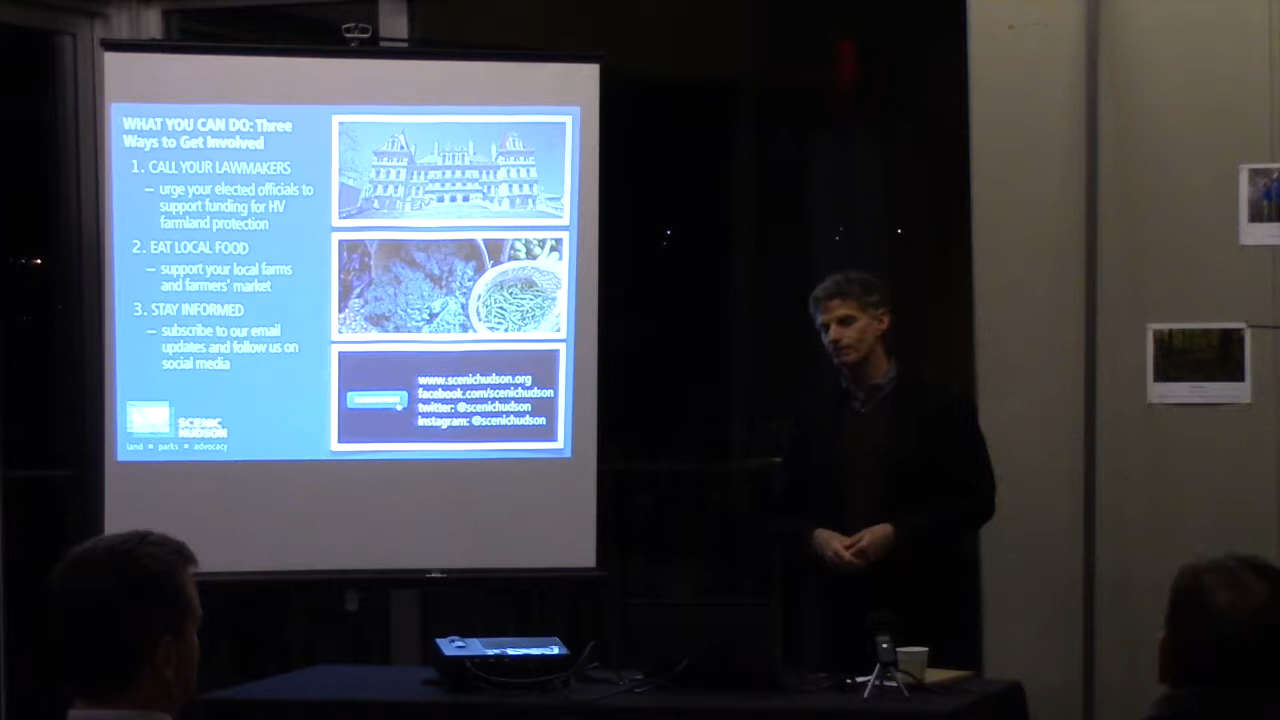 WHAT YOU CAN DO: Three
Ways to Get Involved
1. CALL YOUR LAWMAKERS
– urge your elected officials to
support funding for HV
farmland protection
2. EAT LOCAL FOOD
– support your local farms
and farmers' market
3. STAY INFORMED
– subscribe to our email
updates and follow us on
social media
SCENIC
HUDSON
land parks advocacy
www.scenichudson.org
facebook.com/scenichudson
twitter: @scenichudson
instagram: @scenichudson